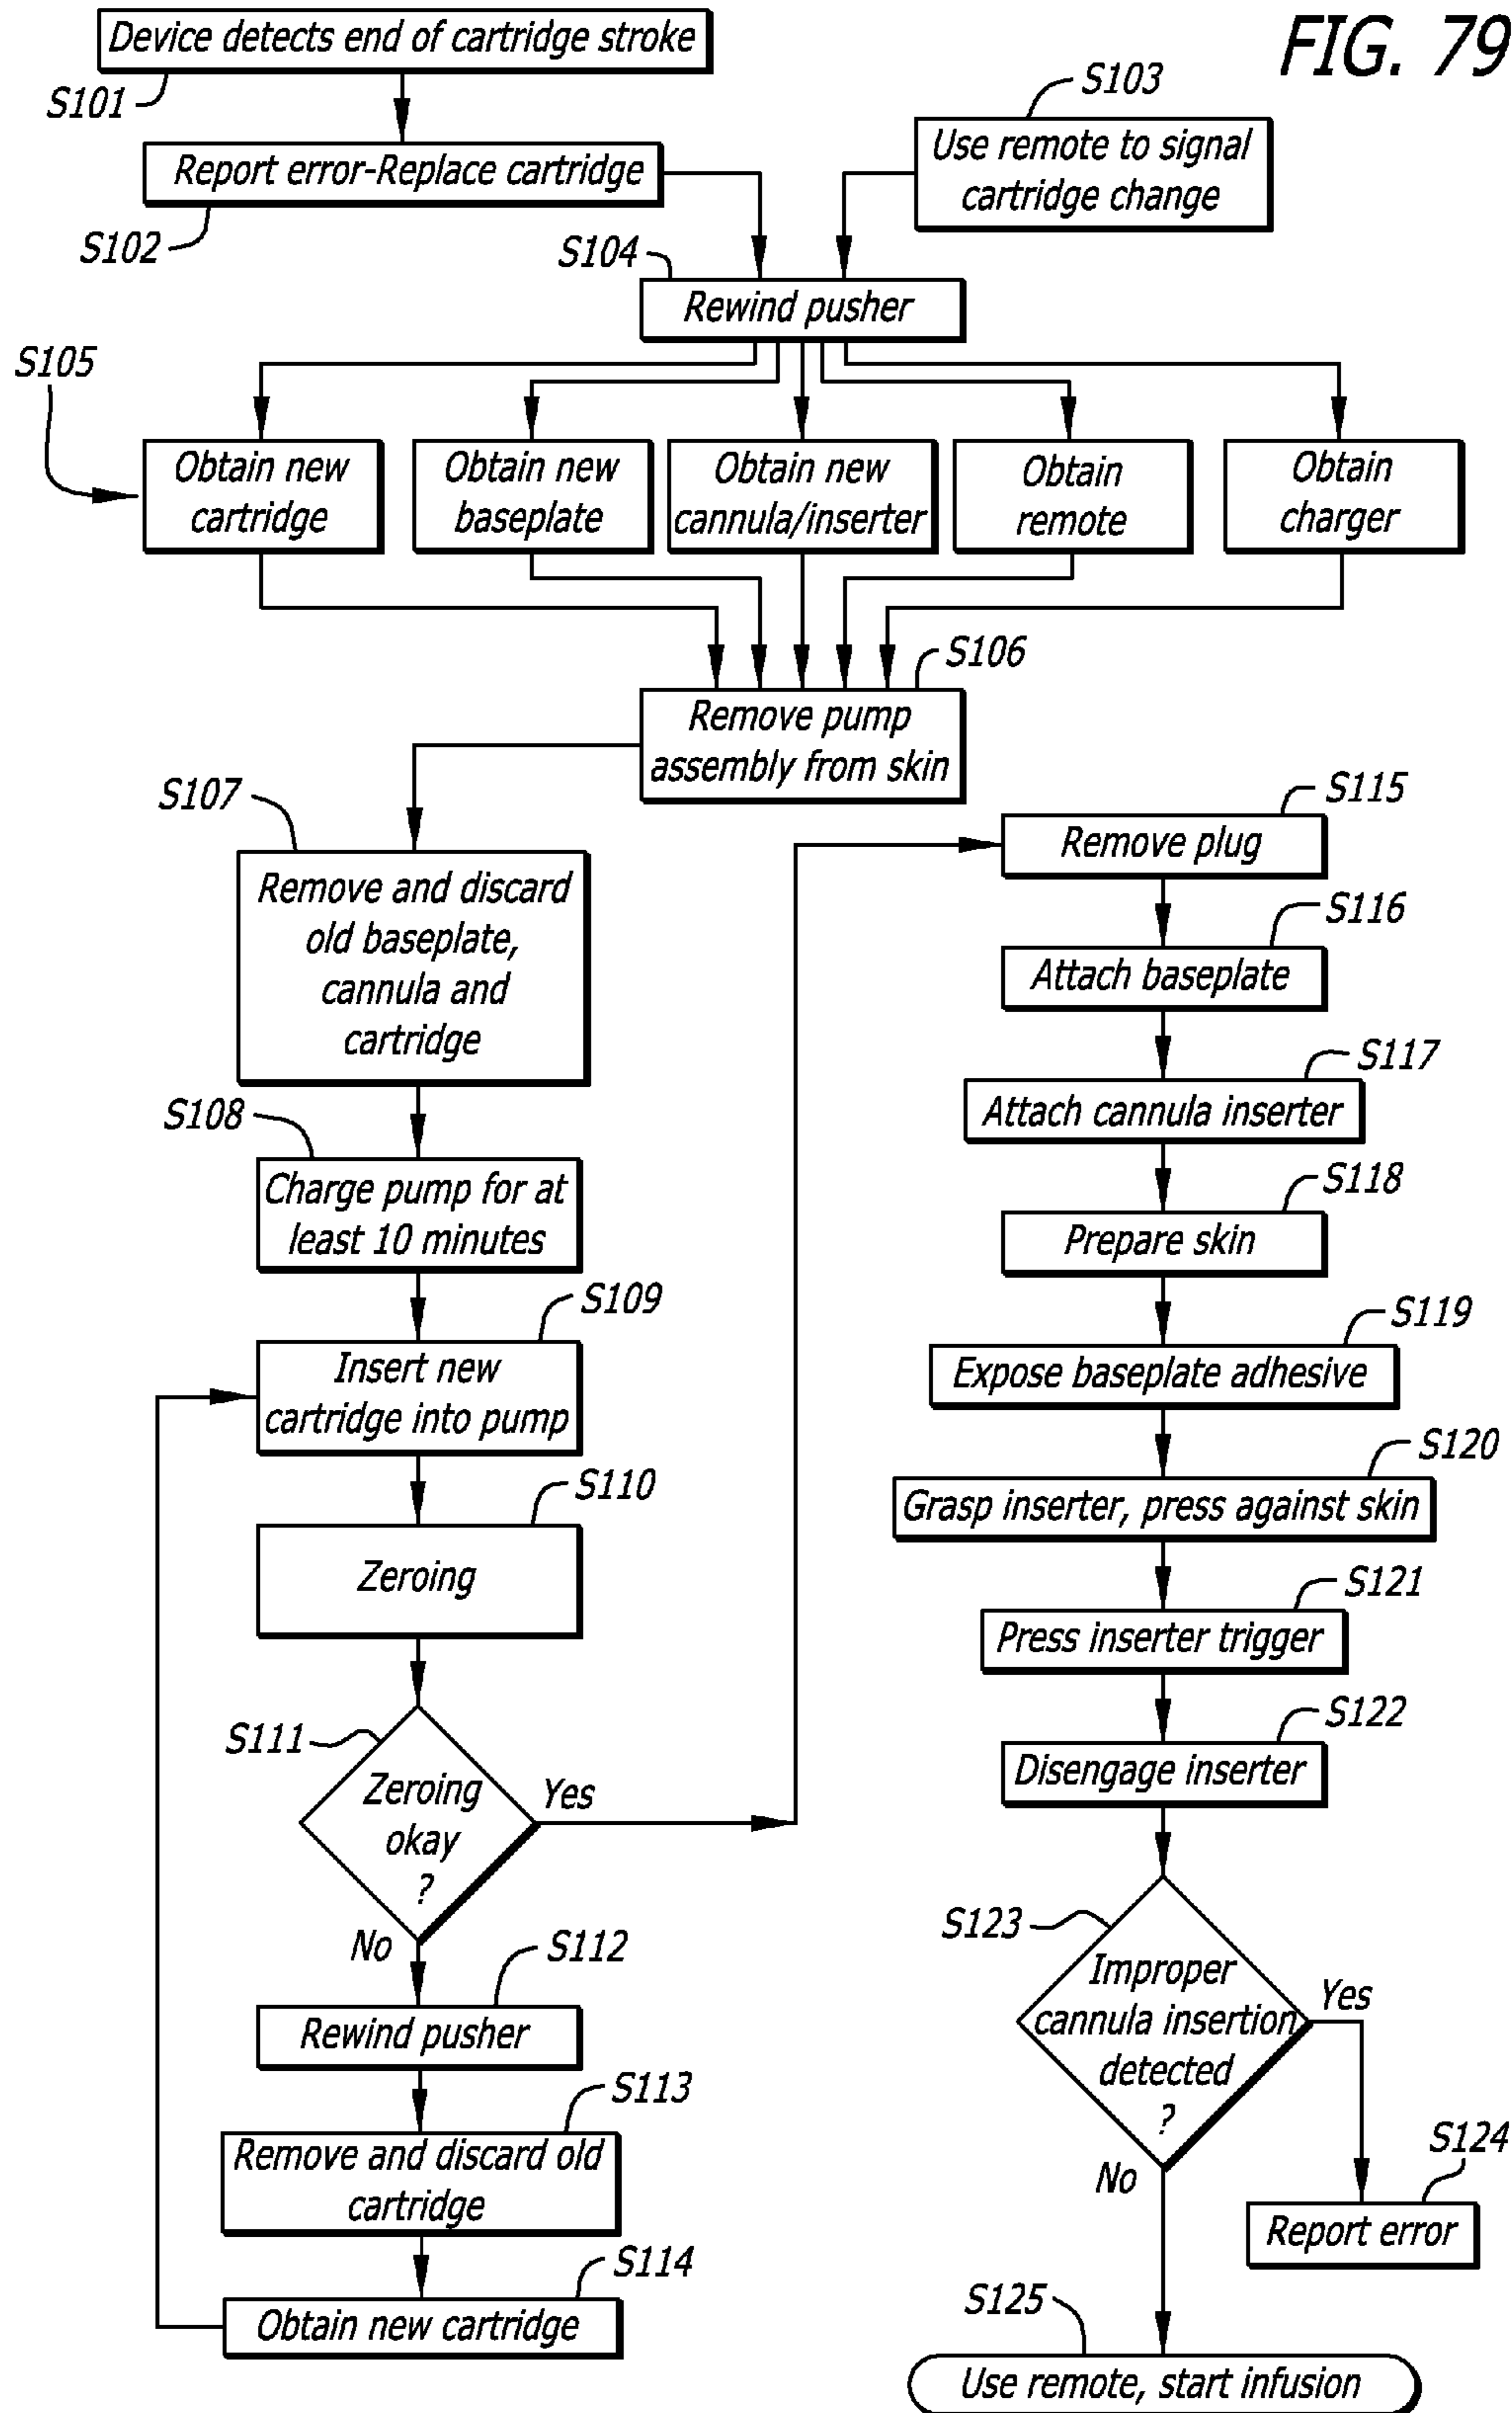 FIG. 79
Device detects end of cartridge stroke
S101
S103
Report error-Replace cartridge
Use remote to signal
cartridge change
S102
S104
Rewind pusher
S105
Obtain new
cartridge
Obtain new
baseplate
Obtain new
cannula/inserter
Obtain
remote
Obtain
charger
S106
Remove pump
assembly from skin
S107
Remove and discard
old baseplate,
cannula and
cartridge
S108
Charge pump for at
least 10 minutes
S109
Insert new
cartridge into pump
S110
Zeroing
S111
Zeroing
okay
?
Yes
No
S112
Rewind pusher
S113
Remove and discard old
cartridge
S114
Obtain new cartridge
S115
Remove plug
S116
Attach baseplate
S117
Attach cannula inserter
S118
Prepare skin
S119
Expose baseplate adhesive
S120
Grasp inserter, press against skin
S121
Press inserter trigger
S122
Disengage inserter
S123
Improper
cannula insertion
detected
?
Yes
No
S124
Report error
S125
Use remote, start infusion